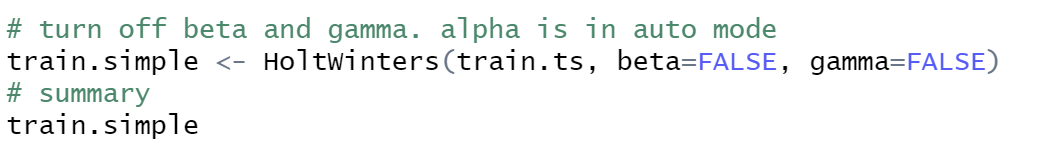 # turn off beta and gamma. alpha is in auto mode
train.simple <- HoltWinters(train.ts, beta=FALSE, gamma=FALSE)
# summary
train.simple